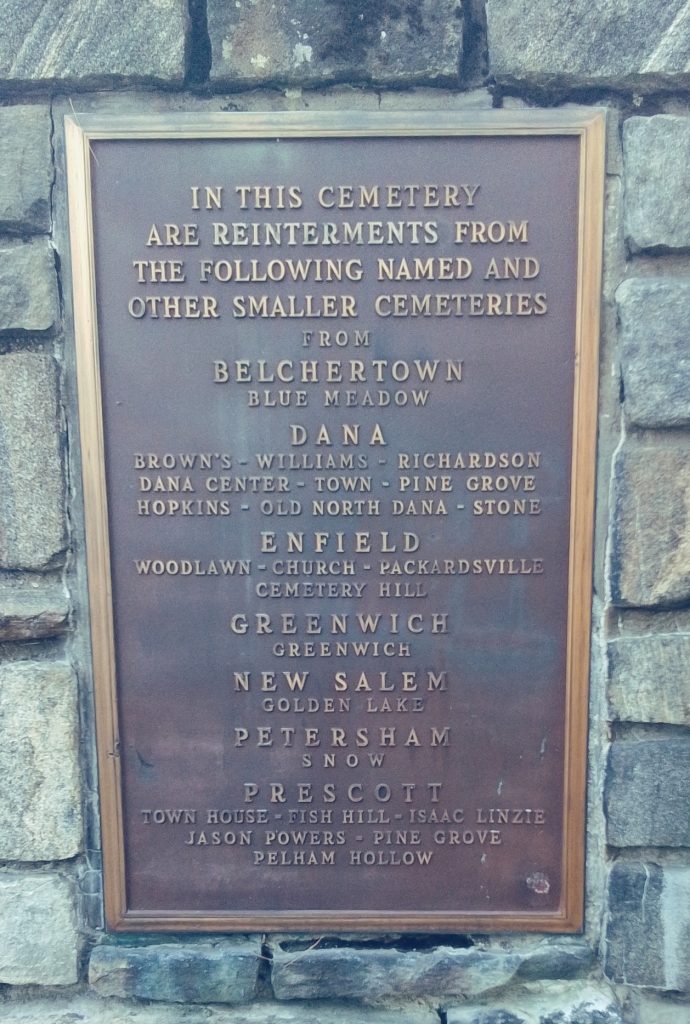 IN THIS CEMETERY
ARE REINTERMENTS FROM
THE FOLLOWING NAMED AND
OTHER SMALLER CEMETERIES
FROM
BELCHERTOWN
BLUE MEADOW
DANA
BROWN'S - WILLIAMS - RICHARDSON
DANA CENTER - TOWN - PINE GROVE
HOPKINS - OLD NORTH DANA - STONE
ENFIELD
WOODLAWN - CHURCH - PACKARDSVILLE
CEMETERY HILL
GREENWICH
GREENWICH
NEW SALEM
GOLDEN LAKE
PETERSHAM
SNOW
PRESCOTT
TOWN HOUSE - FISH HILL - ISAAC LINZIE
JASON POWERS - PINE GROVE
PELHAM HOLLOW